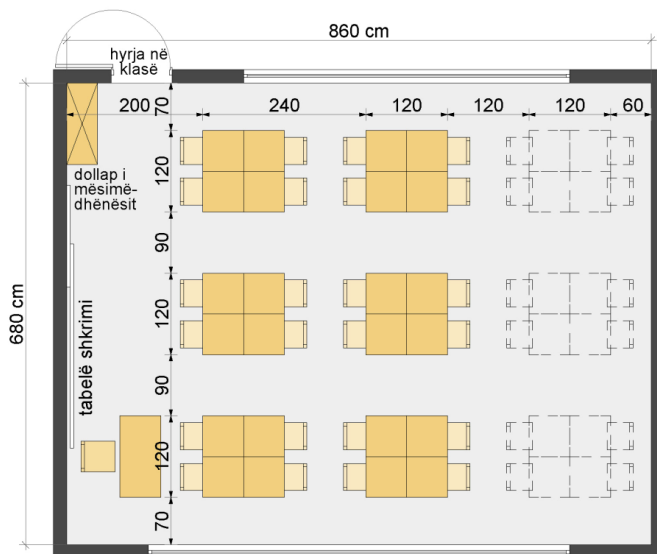 860 cm
hyrja në
klasë
200
240
120
120
120
60
70
120
90
120
90
120
70
680 cm
dollap i
mësimë-
dhënësit
tabelë shkrimi